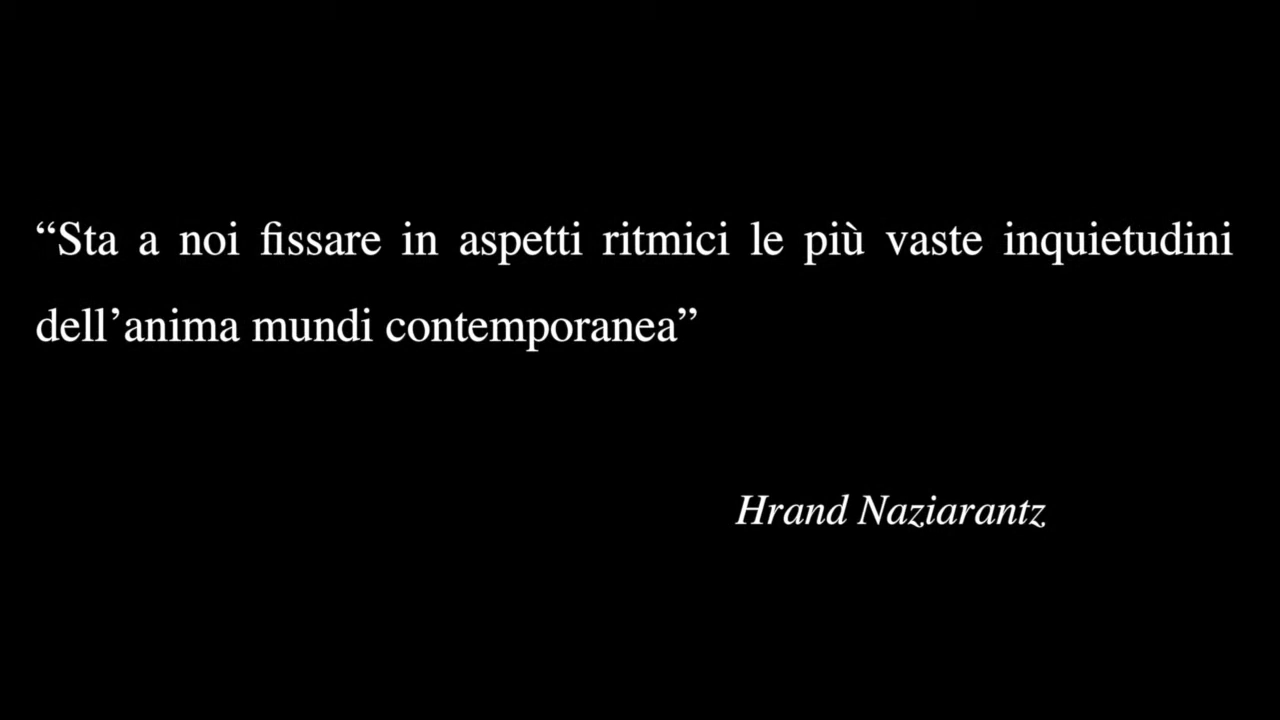 “Sta a noi fissare in aspetti ritmici le più vaste inquietudini
dell’anima mundi contemporanea”
Hrand Naziarantz